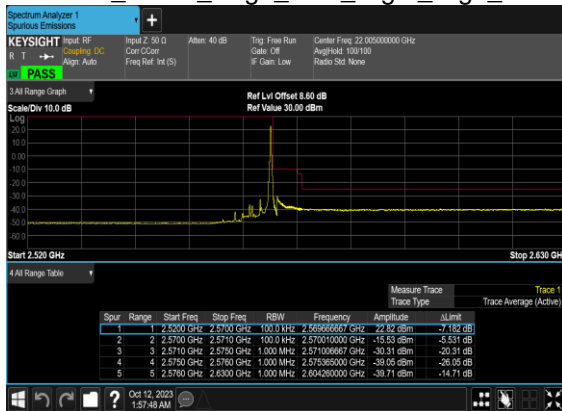 Spectrum Analyzer 1
Spurious Emissions
+
KEYSIGHT Input: RF Input Z: 50 Ω Atten: 40 dB Trig: Free Run Center Freq: 22.005000000 GHz
R T Coupling: DC Corr CCorr Gate: Off Avg|Hold: 100/100
Align: Auto Freq Ref: Int (S) IF Gain: Low Radio Std: None
PASS
3 All Range Graph
Ref Lvl Offset 8.60 dB
Scale/Div 10.0 dB Ref Value 30.00 dBm
Log
20.0
10.0
0.00
-10.0
-20.0
-30.0
-40.0
-50.0
-60.0
Start 2.520 GHz Stop 2.630 GH
4 All Range Table
Measure Trace Trace 1
Trace Type Trace Average (Active)
Spur Range Start Freq Stop Freq RBW Frequency Amplitude ΔLimit
1 1 2.5200 GHz 2.5700 GHz 100.0 kHz 2.569666667 GHz 22.82 dBm -7.182 dB
2 2 2.5700 GHz 2.5710 GHz 100.0 kHz 2.570010000 GHz -15.53 dBm -5.531 dB
3 3 2.5710 GHz 2.5750 GHz 1.000 MHz 2.571006667 GHz -30.31 dBm -20.31 dB
4 4 2.5750 GHz 2.5760 GHz 1.000 MHz 2.575365000 GHz -39.05 dBm -26.05 dB
5 5 2.5760 GHz 2.6300 GHz 1.000 MHz 2.604260000 GHz -39.71 dBm -14.71 dB
? Oct 12, 2023
1:57:48 AM